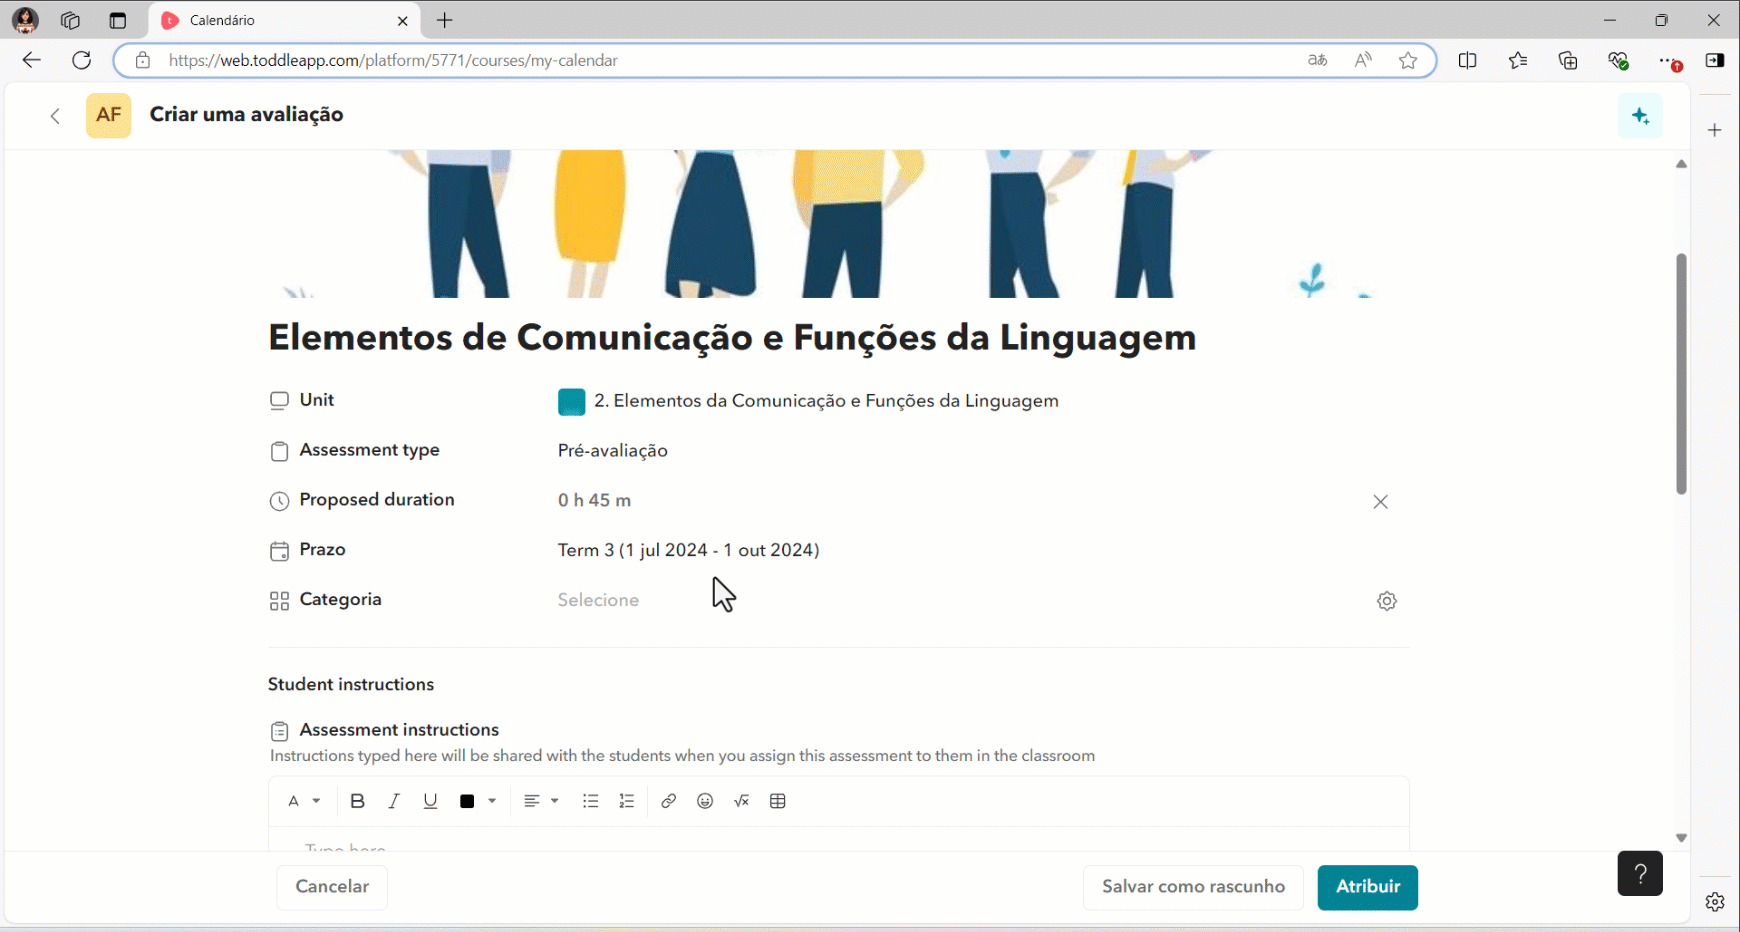 Calendário
https://web.toddleapp.com/platform/5771/courses/my-calendar
AF
Criar uma avaliação
Elementos de Comunicação e Funções da Linguagem
Unit
2. Elementos da Comunicação e Funções da Linguagem
Assessment type
Pré-avaliação
Proposed duration
0 h 45 m
Prazo
Term 3 (1 jul 2024 - 1 out 2024)
Categoria
Selecione
Student instructions
Assessment instructions
Instructions typed here will be shared with the students when you assign this assessment to them in the classroom
A
B I U
Type here
Cancelar
Salvar como rascunho
Atribuir
?